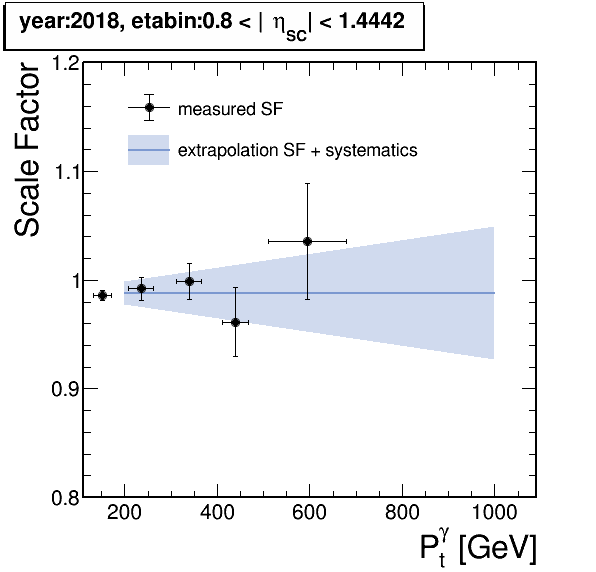 year:2018, etabin:0.8 < | η_SC| < 1.4442
Scale Factor
1.2
1.1
1
0.9
0.8
measured SF
extrapolation SF + systematics
200 400 600 800 1000
P_t^γ [GeV]